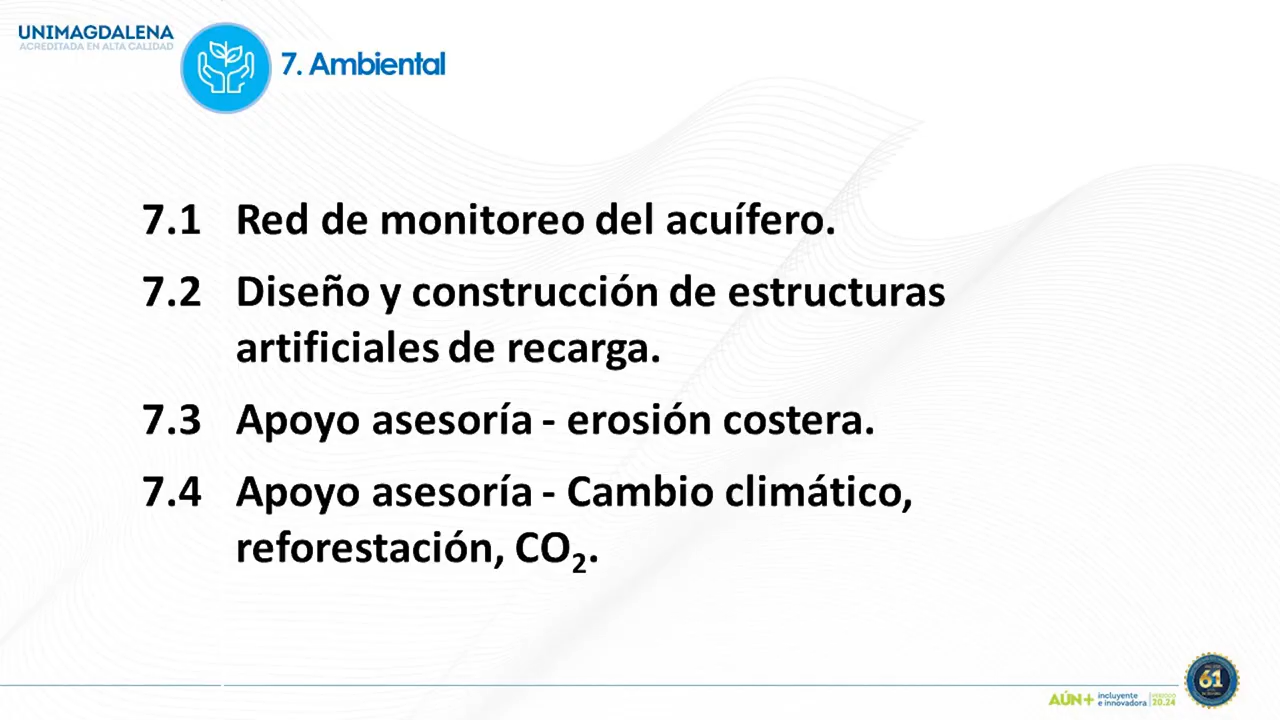 UNIMAGDALENA
ACREDITADA EN ALTA CALIDAD
7. Ambiental
7.1 Red de monitoreo del acuífero.
7.2 Diseño y construcción de estructuras
artificiales de recarga.
7.3 Apoyo asesoría - erosión costera.
7.4 Apoyo asesoría - Cambio climático,
reforestación, CO₂.
AÚN+ incluyente
e innovadora
20.24
61